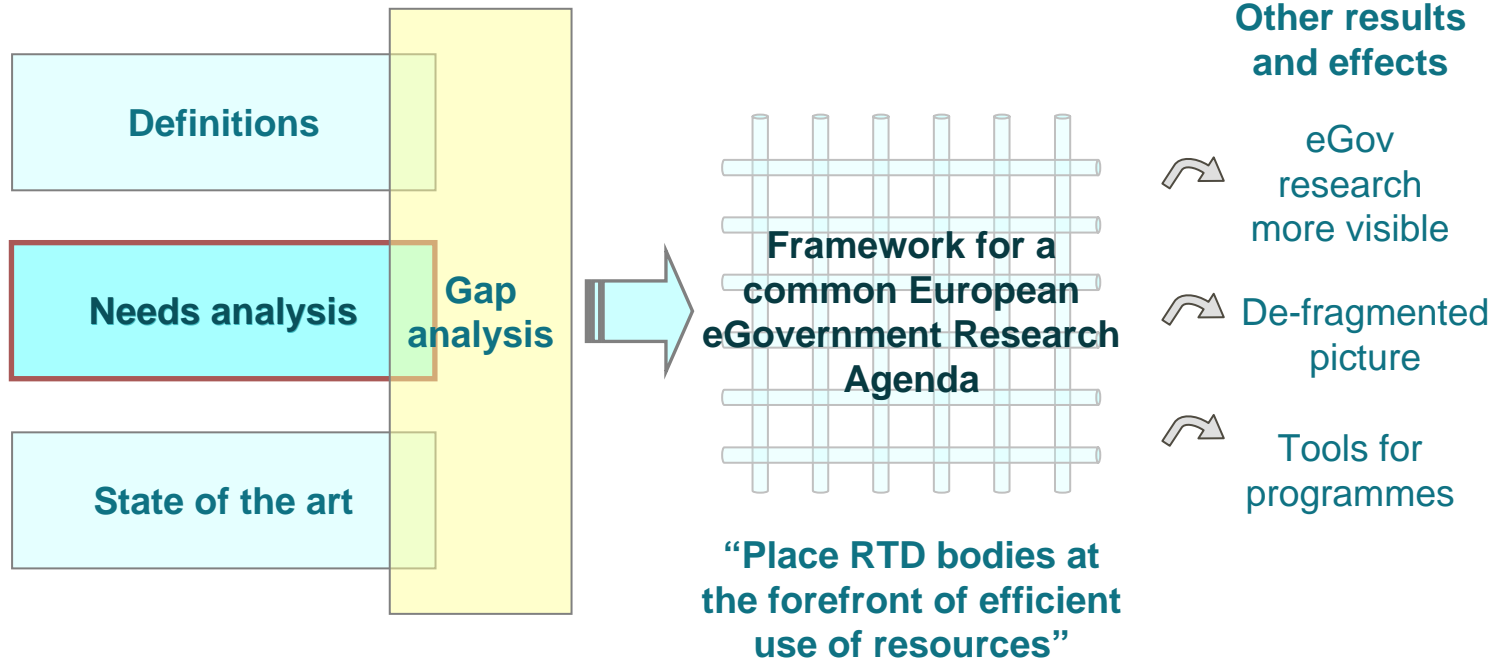 Definitions
Needs analysis
State of the art
Gap
analysis
Framework for a
common European
eGovernment Research
Agenda
“Place RTD bodies at
the forefront of efficient
use of resources”
Other results
and effects
eGov
research
more visible
De-fragmented
picture
Tools for
programmes